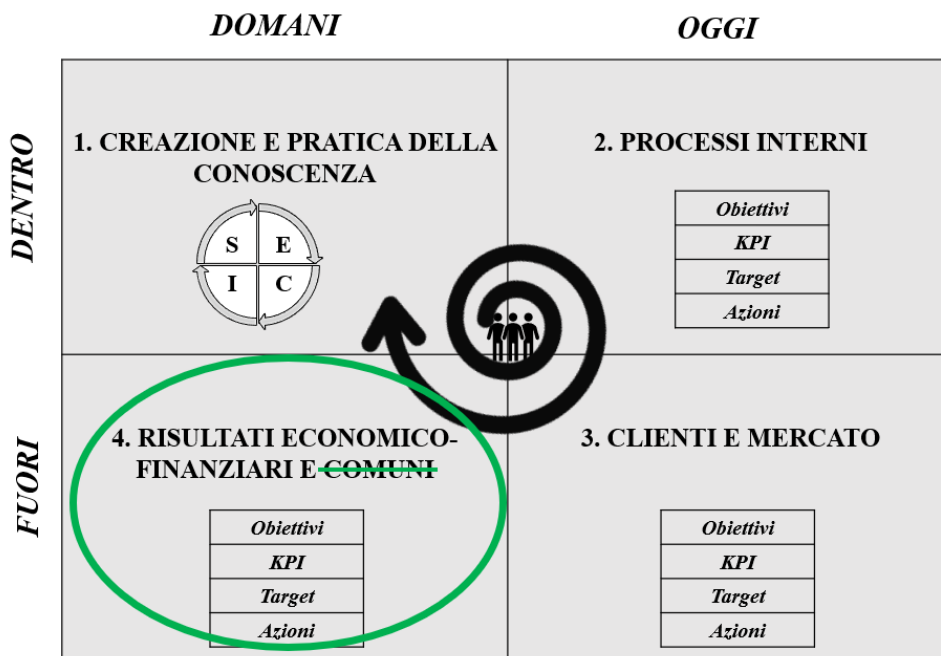 DOMANI
OGGI
DENTRO
1. CREAZIONE E PRATICA DELLA
CONOSCENZA
S E
I C
2. PROCESSI INTERNI
Obiettivi
KPI
Target
Azioni
FUORI
4. RISULTATI ECONOMICO-
FINANZIARI E COMUNI
Obiettivi
KPI
Target
Azioni
3. CLIENTI E MERCATO
Obiettivi
KPI
Target
Azioni